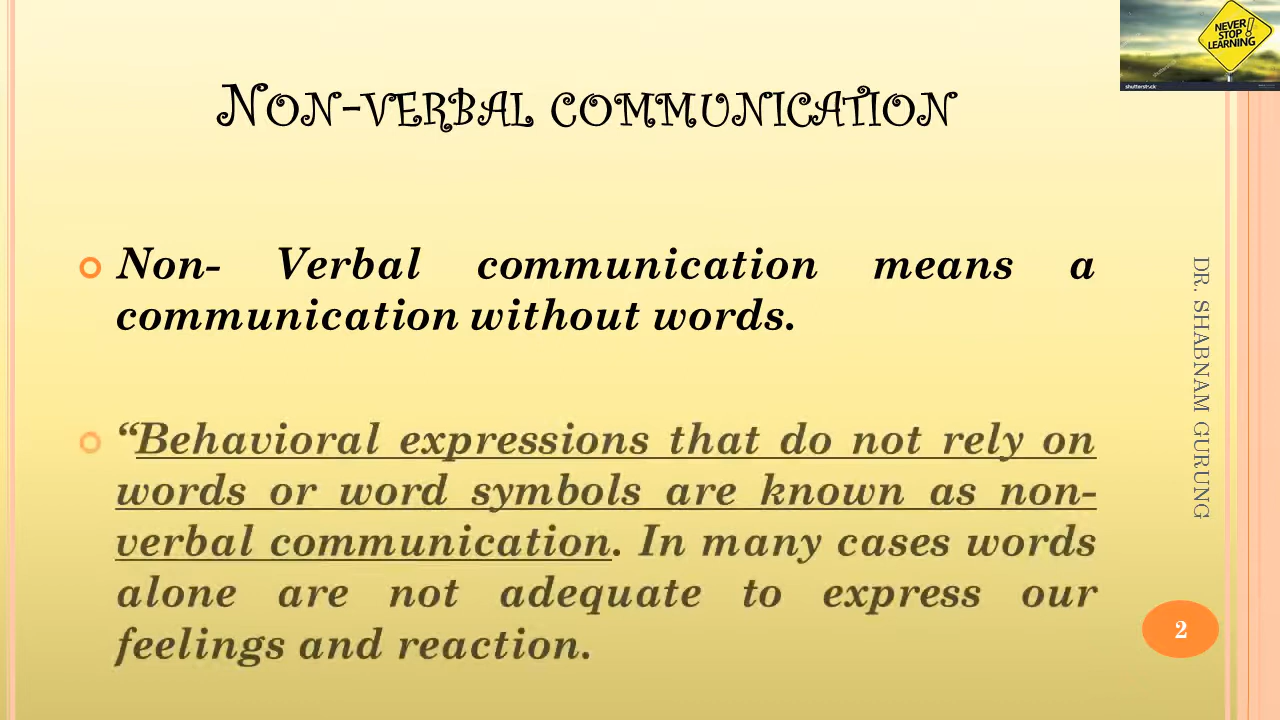 NEVER
STOP
LEARNING
shutterstock
NON-VERBAL COMMUNICATION
Non- Verbal communication means a
communication without words.
“Behavioral expressions that do not rely on
words or word symbols are known as non-
verbal communication. In many cases words
alone are not adequate to express our
feelings and reaction.
DR. SHABNAM GURUNG
2